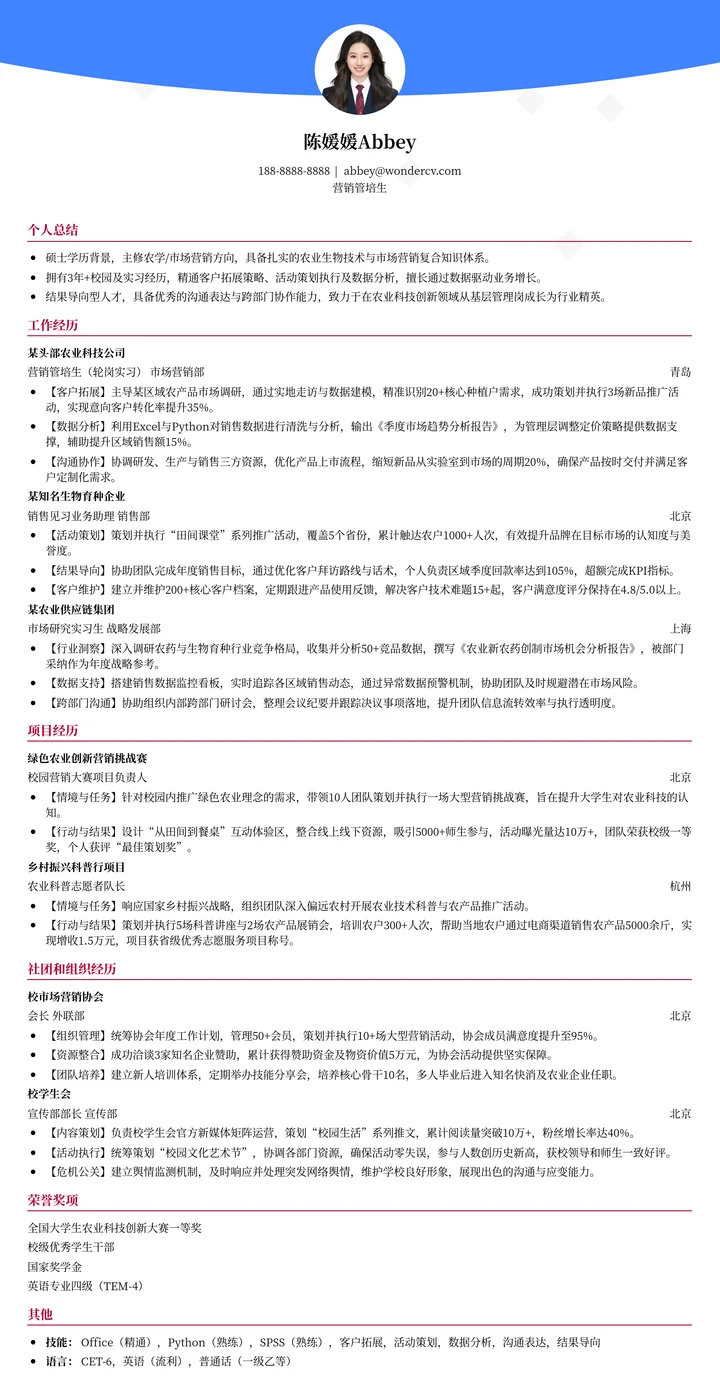 陈媛媛Abbey
188-8888-8888 | abbey@wondercv.com
营销管培生
个人总结
• 硕士学历背景，主修农学/市场营销方向，具备扎实的农业生物技术与市场营销复合知识体系。
• 拥有3年+校园及实习经历，精通客户拓展策略、活动策划执行及数据分析，擅长通过数据驱动业务增长。
• 结果导向型人才，具备优秀的沟通表达与跨部门协作能力，致力于在农业科技创新领域从基层管理岗成长为行业精英。
工作经历
某头部农业科技公司
营销管培生（轮岗实习） 市场营销部 青岛
• 【客户拓展】主导某区域农产品市场调研，通过实地走访与数据建模，精准识别20+核心种植户需求，成功策划并执行3场新品推广活
动，实现意向客户转化率提升35%。
• 【数据分析】利用Excel与Python对销售数据进行清洗与分析，输出《季度市场趋势分析报告》，为管理层调整定价策略提供数据支
撑，辅助提升区域销售额15%。
• 【沟通协作】协调研发、生产与销售三方资源，优化产品上市流程，缩短新品从实验室到市场的周期20%，确保产品按时交付并满足客
户定制化需求。
某知名生物育种企业
销售见习业务助理 销售部 北京
• 【活动策划】策划并执行“田间课堂”系列推广活动，覆盖5个省份，累计触达农户1000+人次，有效提升品牌在目标市场的认知度与美
誉度。
• 【结果导向】协助团队完成年度销售目标，通过优化客户拜访路线与话术，个人负责区域季度回款率达到105%，超额完成KPI指标。
• 【客户维护】建立并维护200+核心客户档案，定期跟进产品使用反馈，解决客户技术难题15+起，客户满意度评分保持在4.8/5.0以上。
某农业供应链集团
市场研究实习生 战略发展部 上海
• 【行业洞察】深入调研农药与生物育种行业竞争格局，收集并分析50+竞品数据，撰写《农业新农药创制市场机会分析报告》，被部门
采纳作为年度战略参考。
• 【数据支持】搭建销售数据监控看板，实时追踪各区域销售动态，通过异常数据预警机制，协助团队及时规避潜在市场风险。
• 【跨部门沟通】协助组织内部跨部门研讨会，整理会议纪要并跟踪决议事项落地，提升团队信息流转效率与执行透明度。
项目经历
绿色农业创新营销挑战赛
校园营销大赛项目负责人 北京
• 【情境与任务】针对校园内推广绿色农业理念的需求，带领10人团队策划并执行一场大型营销挑战赛，旨在提升大学生对农业科技的认
知。
• 【行动与结果】设计“从田间到餐桌”互动体验区，整合线上线下资源，吸引5000+师生参与，活动曝光量达10万+，团队荣获校级一等
奖，个人获评“最佳策划奖”。
乡村振兴科普行项目
农业科普志愿者队长 杭州
• 【情境与任务】响应国家乡村振兴战略，组织团队深入偏远农村开展农业技术科普与农产品推广活动。
• 【行动与结果】策划并执行5场科普讲座与2场农产品展销会，培训农户300+人次，帮助当地农户通过电商渠道销售农产品5000余斤，实
现增收1.5万元，项目获省级优秀志愿服务项目称号。
社团和组织经历
校市场营销协会
会长 外联部 北京
• 【组织管理】统筹协会年度工作计划，管理50+会员，策划并执行10+场大型营销活动，协会成员满意度提升至95%。
• 【资源整合】成功洽谈3家知名企业赞助，累计获得赞助资金及物资价值5万元，为协会活动提供坚实保障。
• 【团队培养】建立新人培训体系，定期举办技能分享会，培养核心骨干10名，多人毕业后进入知名快消及农业企业任职。
校学生会
宣传部部长 宣传部 北京
• 【内容策划】负责校学生会官方新媒体矩阵运营，策划“校园生活”系列推文，累计阅读量突破10万+，粉丝增长率达40%。
• 【活动执行】统筹策划“校园文化艺术节”，协调各部门资源，确保活动零失误，参与人数创历史新高，获校领导和师生一致好评。
• 【危机公关】建立舆情监测机制，及时响应并处理突发网络舆情，维护学校良好形象，展现出色的沟通与应变能力。
荣誉奖项
全国大学生农业科技创新大赛一等奖
校级优秀学生干部
国家奖学金
英语专业四级（TEM-4）
其他
• 技能： Office（精通），Python（熟练），SPSS（熟练），客户拓展，活动策划，数据分析，沟通表达，结果导向
• 语言： CET-6，英语（流利），普通话（一级乙等）